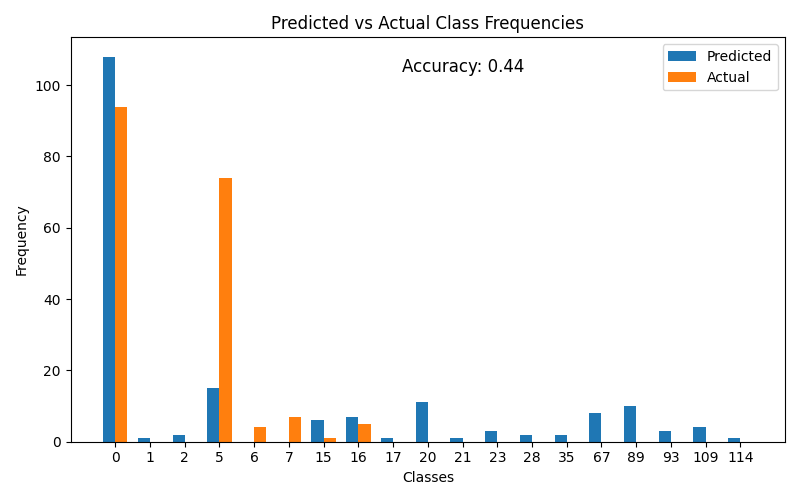 Predicted vs Actual Class Frequencies
Accuracy: 0.44
Predicted
Actual
Frequency
100
80
60
40
20
0
0 1 2 5 6 7 15 16 17 20 21 23 28 35 67 89 93 109 114
Classes